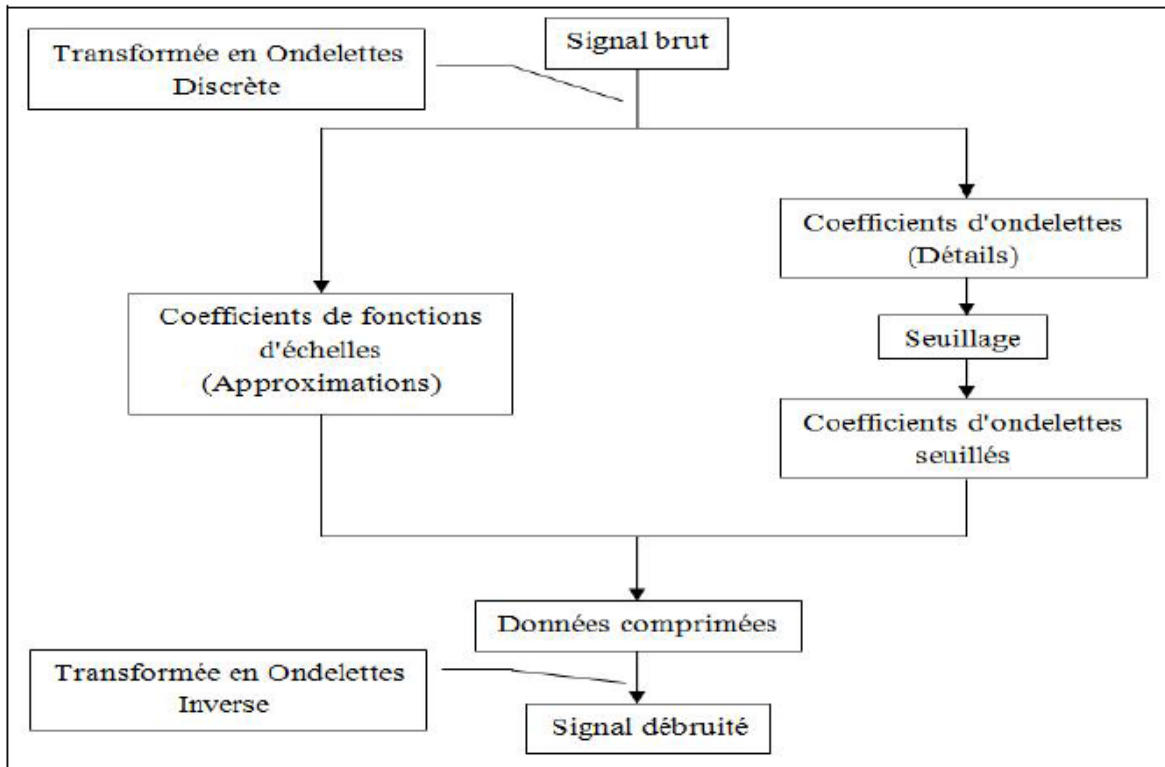 Signal brut
Transformée en Ondelettes
Discrète
Coefficients d'ondelettes
(Détails)
Coefficients de fonctions
d'échelles
(Approximations)
Seuillage
Coefficients d'ondelettes
seuillés
Données comprimées
Transformée en Ondelettes
Inverse
Signal débruité